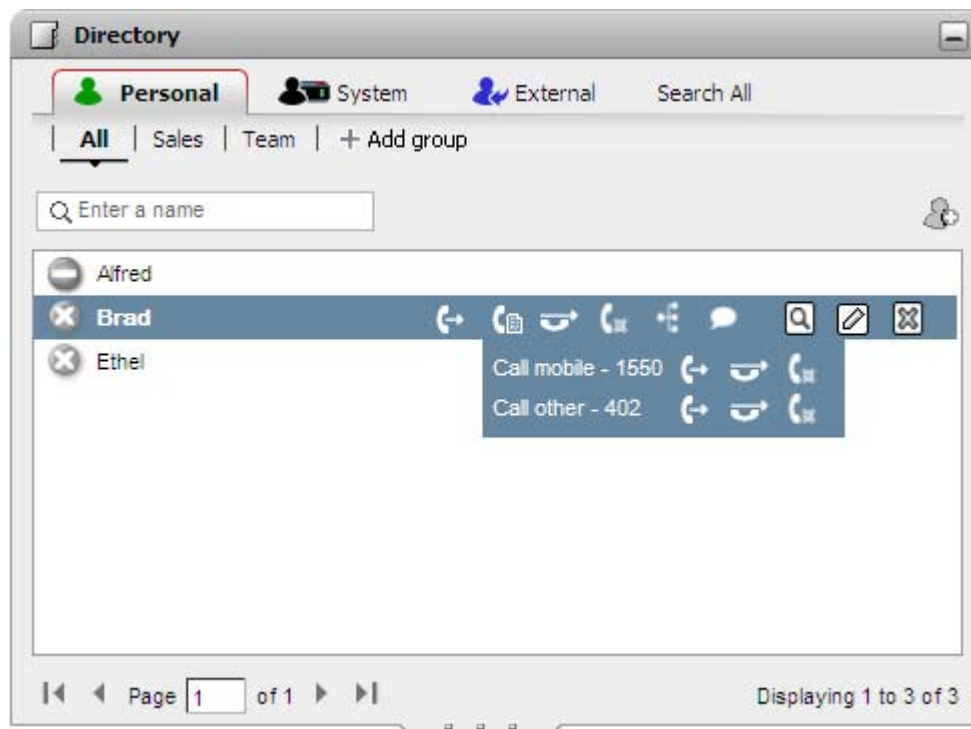 Directory
Personal System External Search All
All | Sales | Team | + Add group
Enter a name
Alfred
Brad
Call mobile - 1550
Ethel
Call other - 402
Page 1 of 1 Displaying 1 to 3 of 3